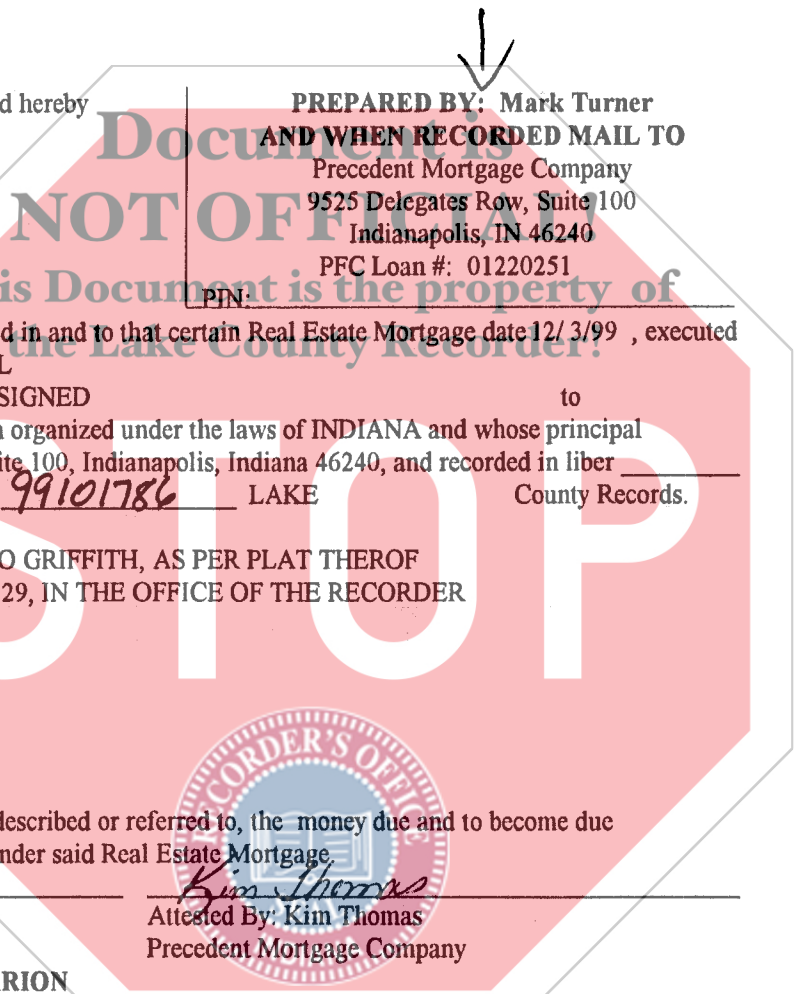 d hereby
PREPARED BY: Mark Turner
AND WHEN RECORDED MAIL TO
Precedent Mortgage Company
9525 Delegates Row, Suite 100
Indianapolis, IN 46240
PFC Loan #: 01220251
PIN:
Document is
NOT OFFICIAL!
is Document is the property of
the Lake County Recorder!
d in and to that certain Real Estate Mortgage date 12/ 3/99 , executed
L
SIGNED to
n organized under the laws of INDIANA and whose principal
ite 100, Indianapolis, Indiana 46240, and recorded in liber
99101786 LAKE County Records.
O GRIFFITH, AS PER PLAT THEROF
29, IN THE OFFICE OF THE RECORDER
STOP
RECORDER'S OFFICE
described or referred to, the money due and to become due
nder said Real Estate Mortgage.
Kim Thomas
Attested By: Kim Thomas
Precedent Mortgage Company
RION